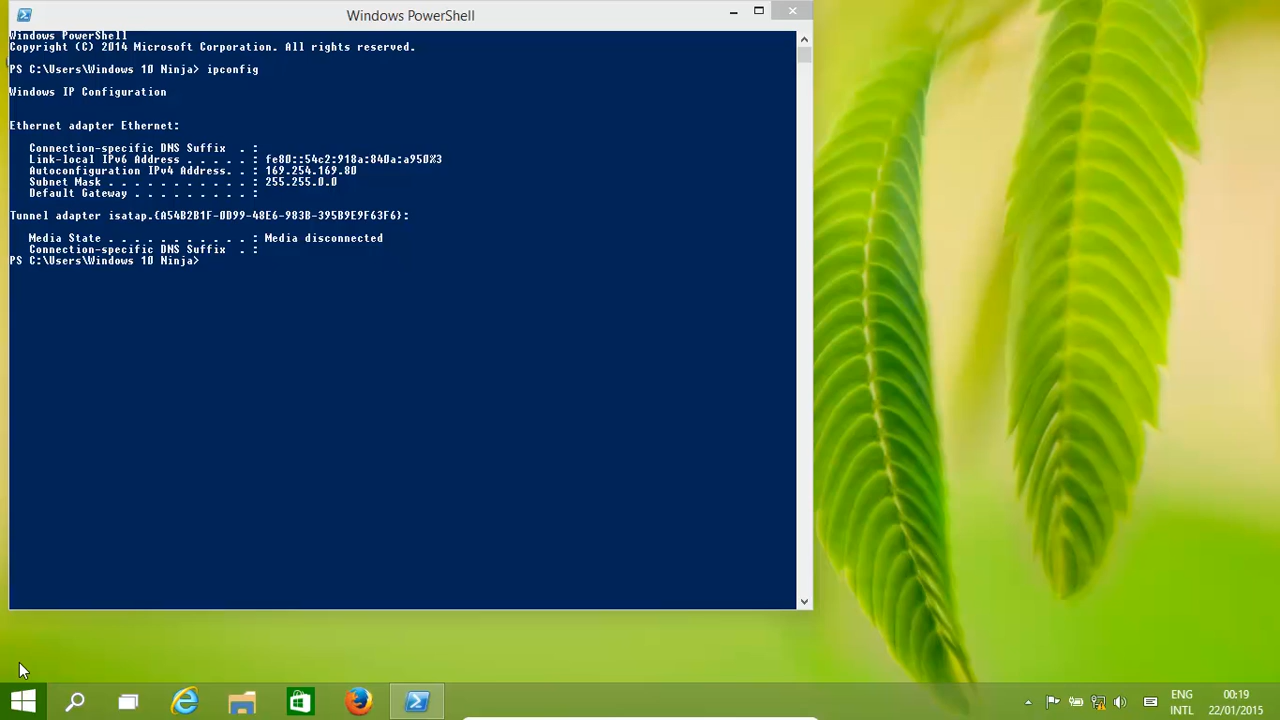 Windows PowerShell
Windows PowerShell
Copyright (C) 2014 Microsoft Corporation. All rights reserved.
PS C:\Users\Windows 10 Ninja> ipconfig
Windows IP Configuration
Ethernet adapter Ethernet:
Connection-specific DNS Suffix . :
Link-local IPv6 Address . . . . . : fe80::54c2:918a:840a:a950%3
Autoconfiguration IPv4 Address. . : 169.254.169.80
Subnet Mask . . . . . . . . . . . : 255.255.0.0
Default Gateway . . . . . . . . . :
Tunnel adapter isatap.{A54B2B1F-0D99-48E6-983B-395B9E9F63F6}:
Media State . . . . . . . . . . . : Media disconnected
Connection-specific DNS Suffix . :
PS C:\Users\Windows 10 Ninja>
ENG 00:19
INTL 22/01/2015